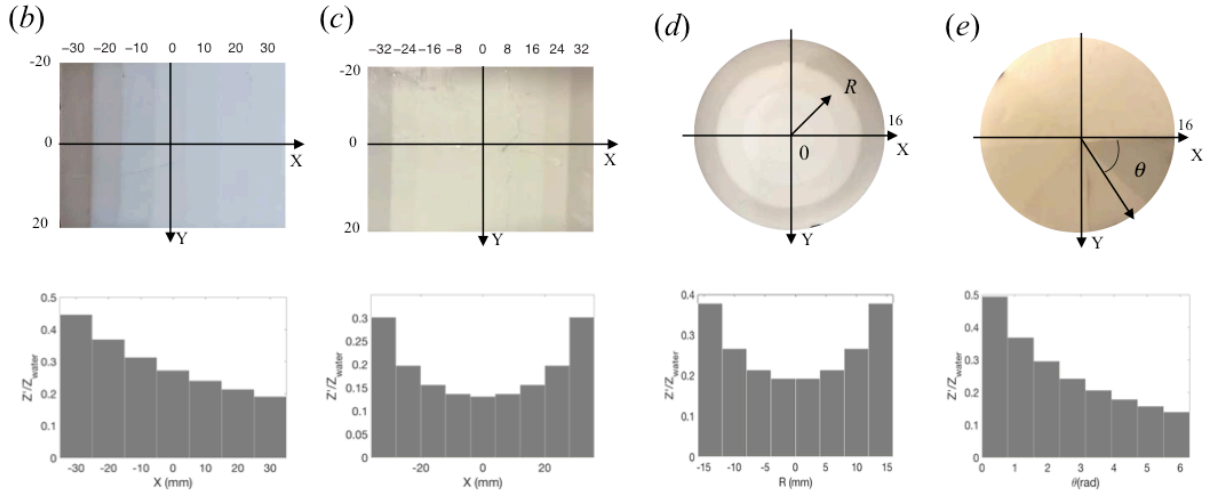 (b)
−30 −20 −10 0 10 20 30
-20
0
20
X
Y
(c)
−32 −24 −16 −8 0 8 16 24 32
-20
0
20
X
Y
(d)
R
16
X
0
Y
(e)
16
X
θ
Y
0.5
0.4
0.3
0.2
0.1
0
Z'/Zwater
-30 -20 -10 0 10 20 30
X (mm)
0.3
0.25
0.2
0.15
0.1
0.05
0
Z'/Zwater
-20 0 20
X (mm)
0.4
0.3
0.2
0.1
0
Z'/Zwater
-15 -10 -5 0 5 10 15
R (mm)
0.5
0.4
0.3
0.2
0.1
0
Z'/Zwater
0 1 2 3 4 5 6
θ(rad)